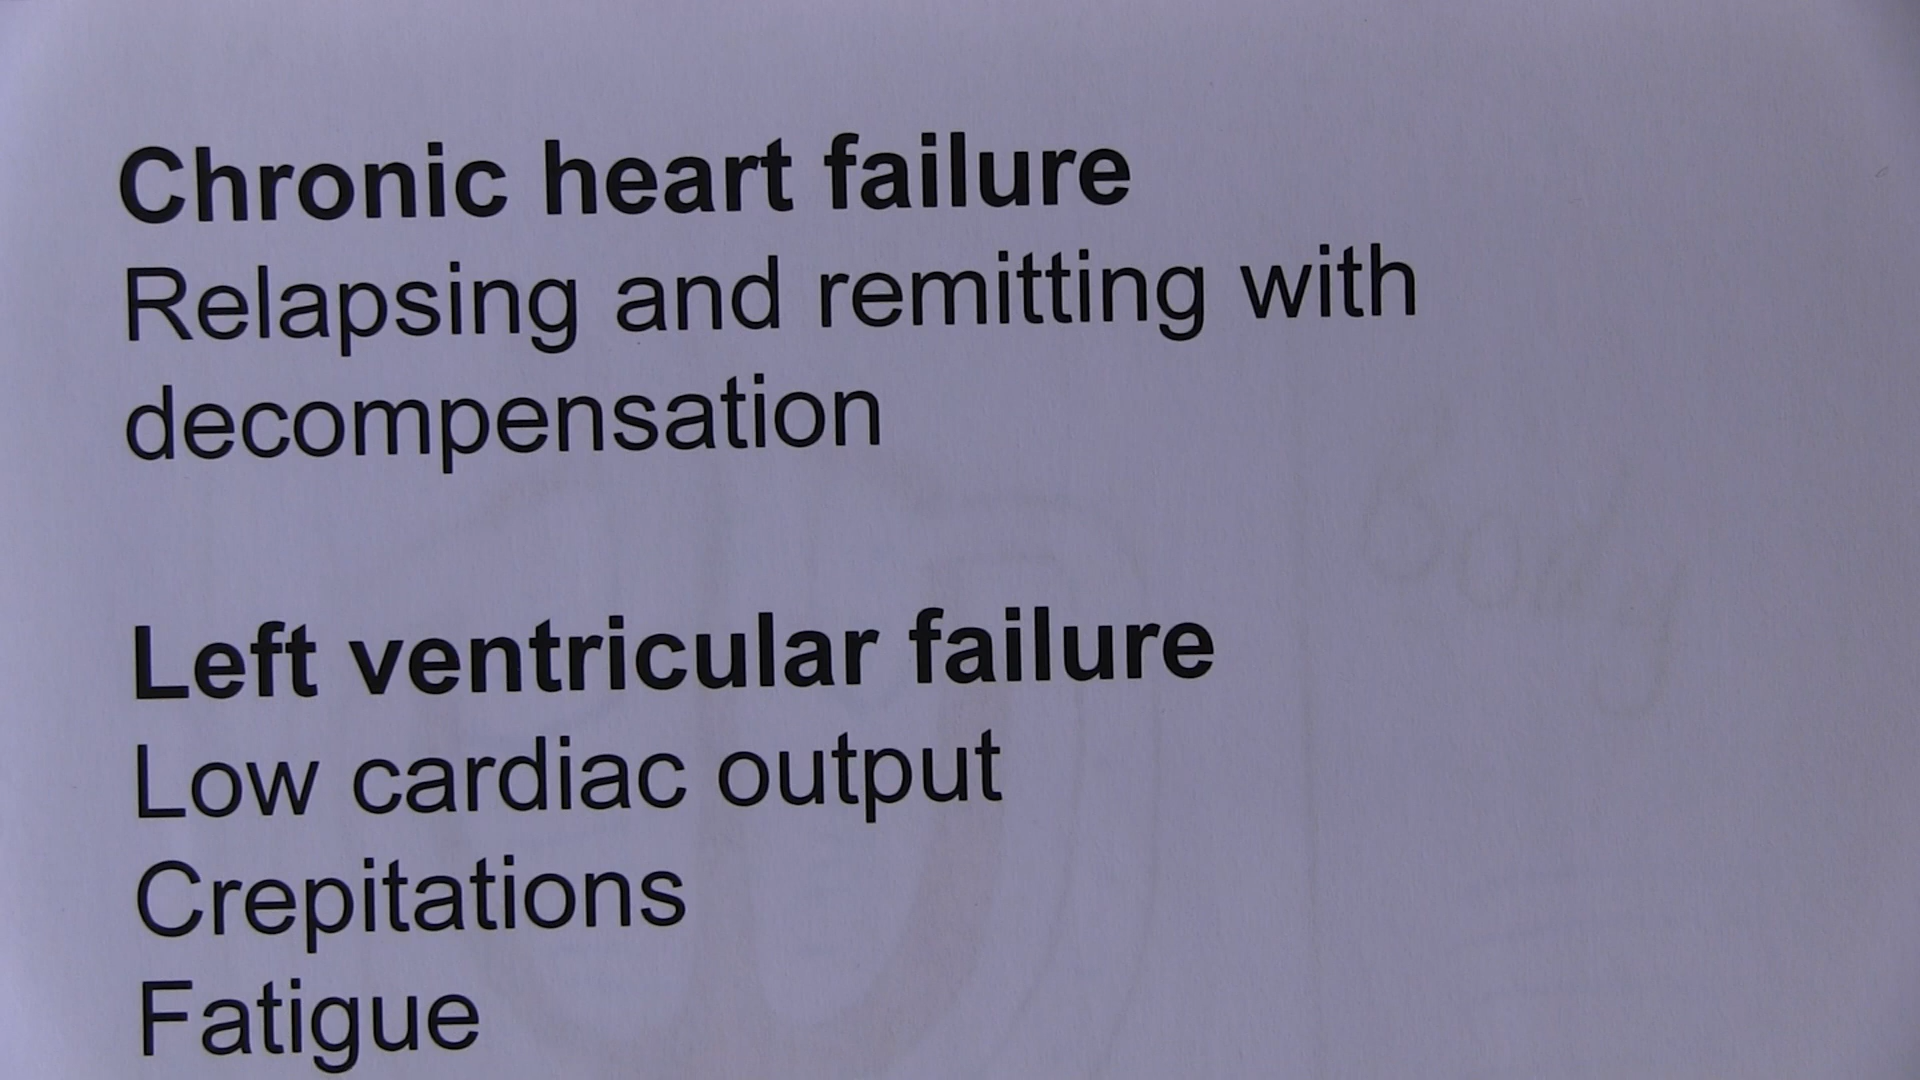 Chronic heart failure
Relapsing and remitting with
decompensation
Left ventricular failure
Low cardiac output
Crepitations
Fatigue